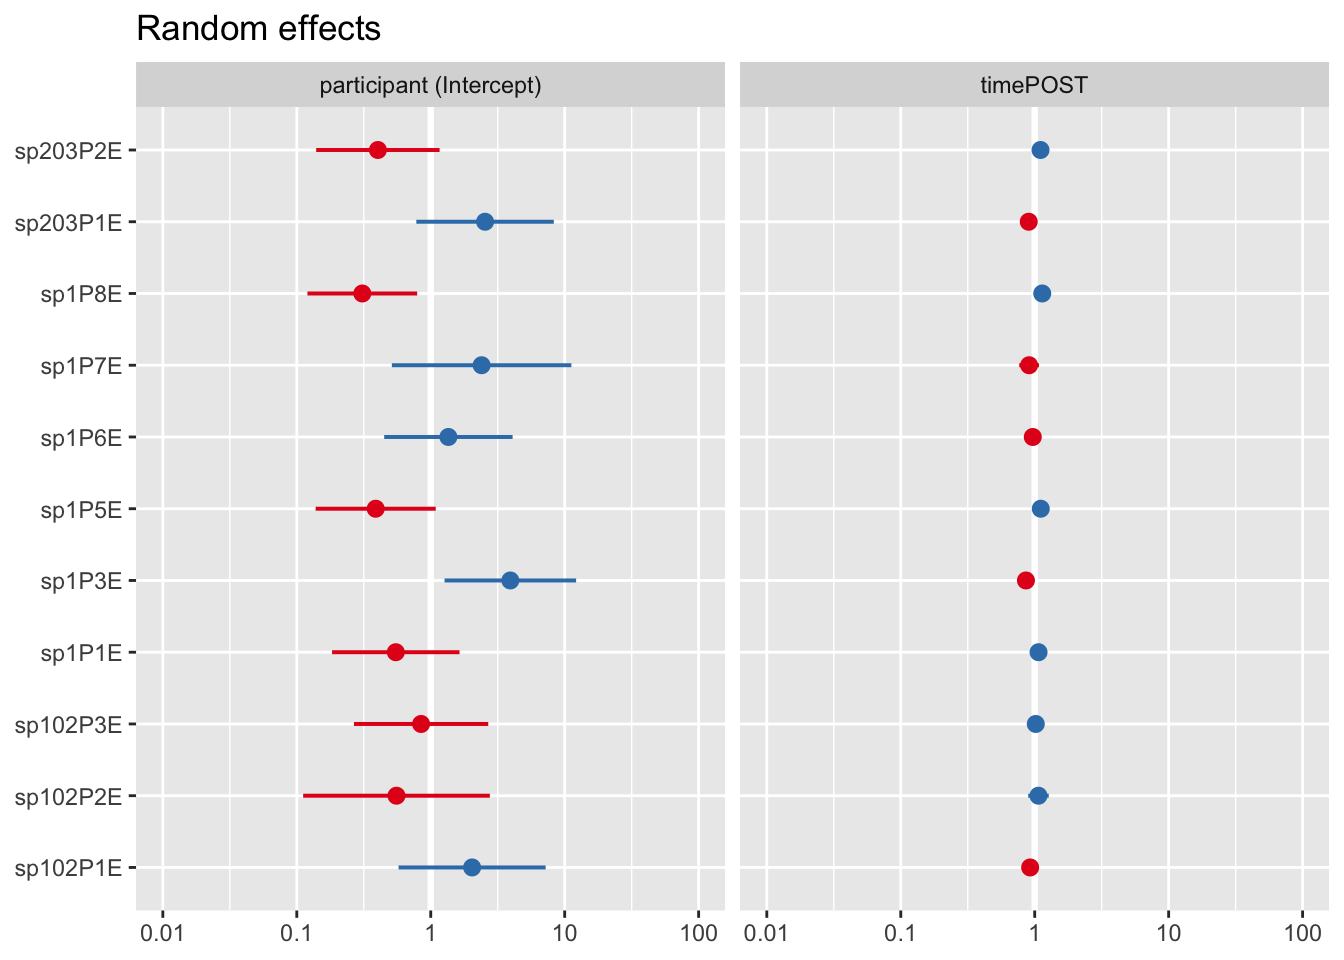 Random effects
participant (Intercept)
timePOST
sp203P2E
sp203P1E
sp1P8E
sp1P7E
sp1P6E
sp1P5E
sp1P3E
sp1P1E
sp102P3E
sp102P2E
sp102P1E
0.01 0.1 1 10 100
0.01 0.1 1 10 100